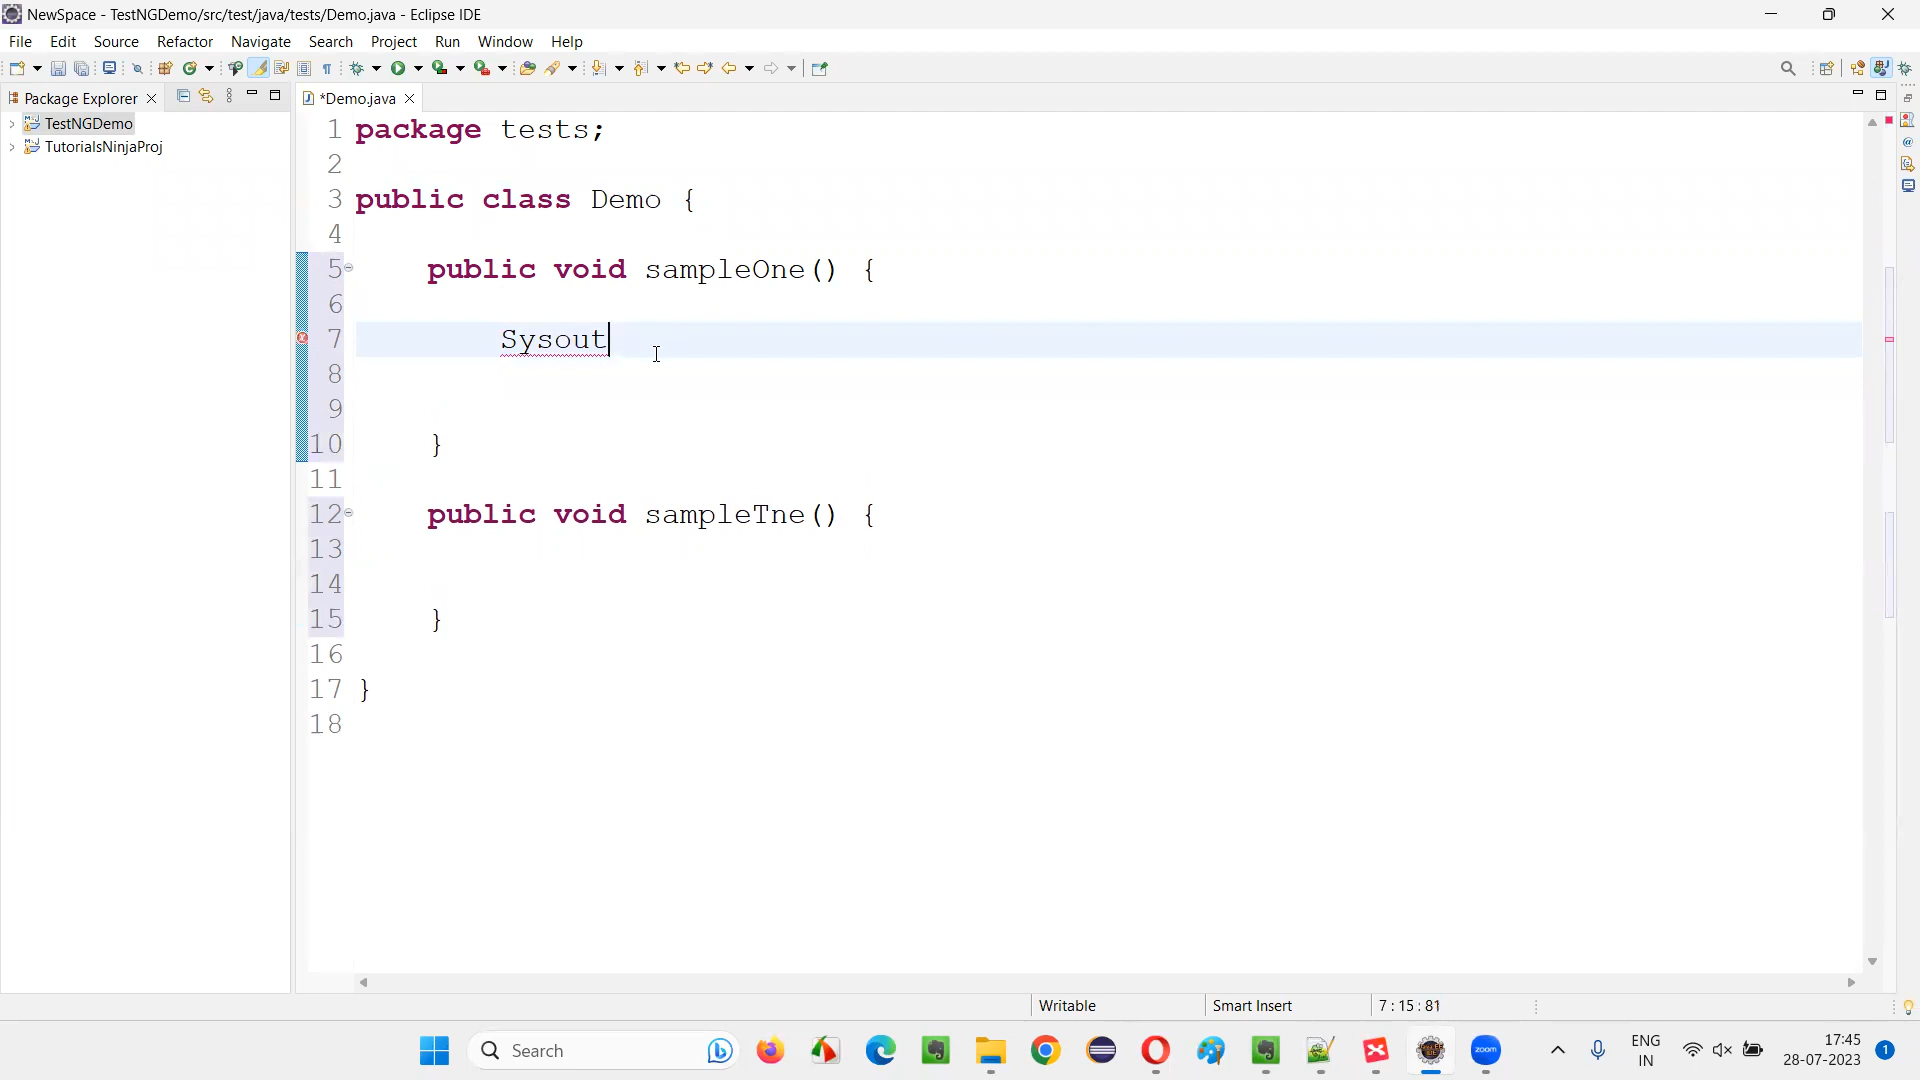 NewSpace - TestNGDemo/src/test/java/tests/Demo.java - Eclipse IDE
File Edit Source Refactor Navigate Search Project Run Window Help
Package Explorer
*Demo.java
TestNGDemo
TutorialsNinjaProj
1 package tests;
2
3 public class Demo {
4
5 public void sampleOne() {
6
7 Sysout
8
9
10 }
11
12 public void sampleTne() {
13
14
15 }
16
17 }
18
Writable Smart Insert 7 : 15 : 81
Search
zoom
ENG
IN
17:45
28-07-2023
1